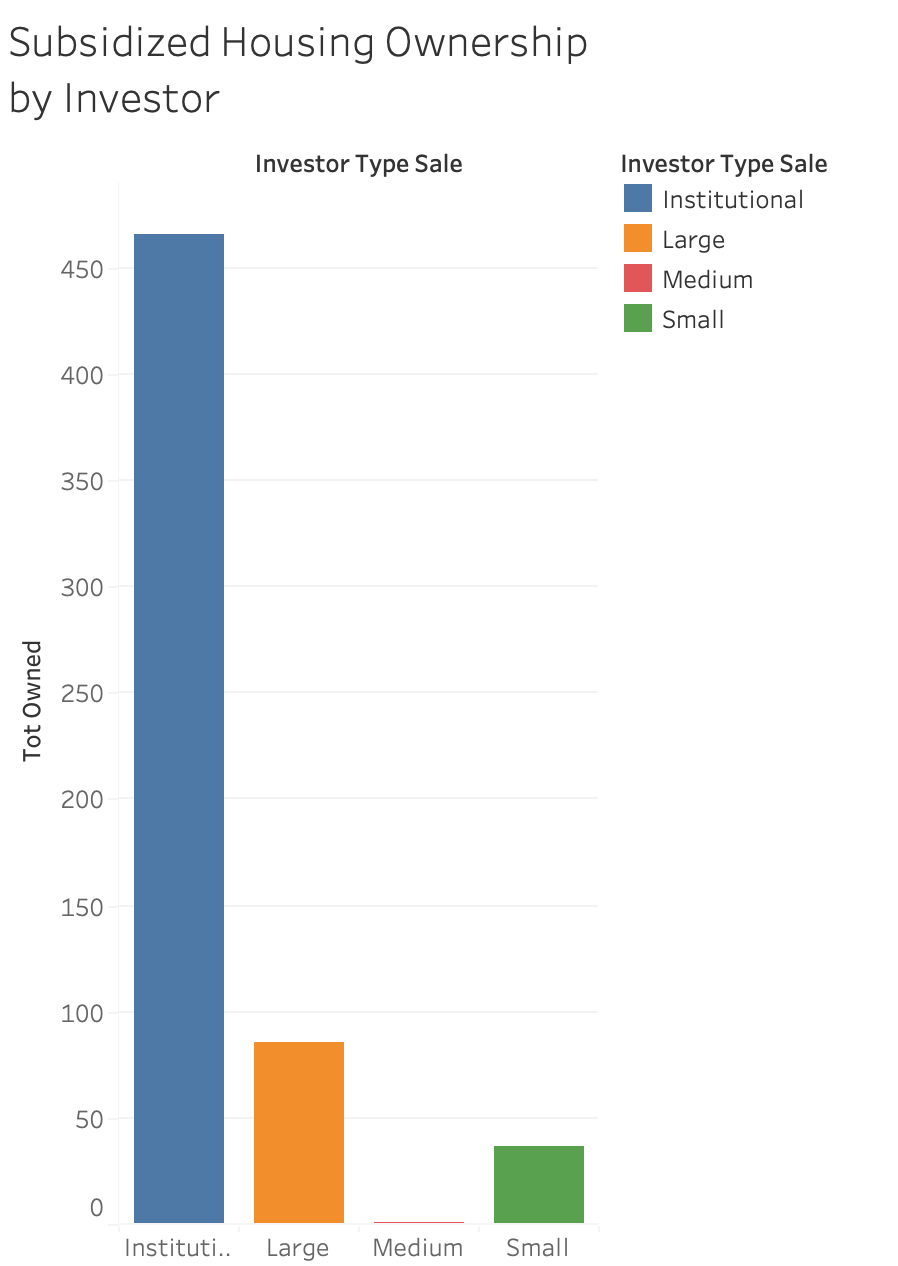 Subsidized Housing Ownership
by Investor
Investor Type Sale
Investor Type Sale
Institutional
Large
Medium
Small
450
400
350
300
250
200
150
100
50
0
Tot Owned
Instituti..
Large
Medium
Small